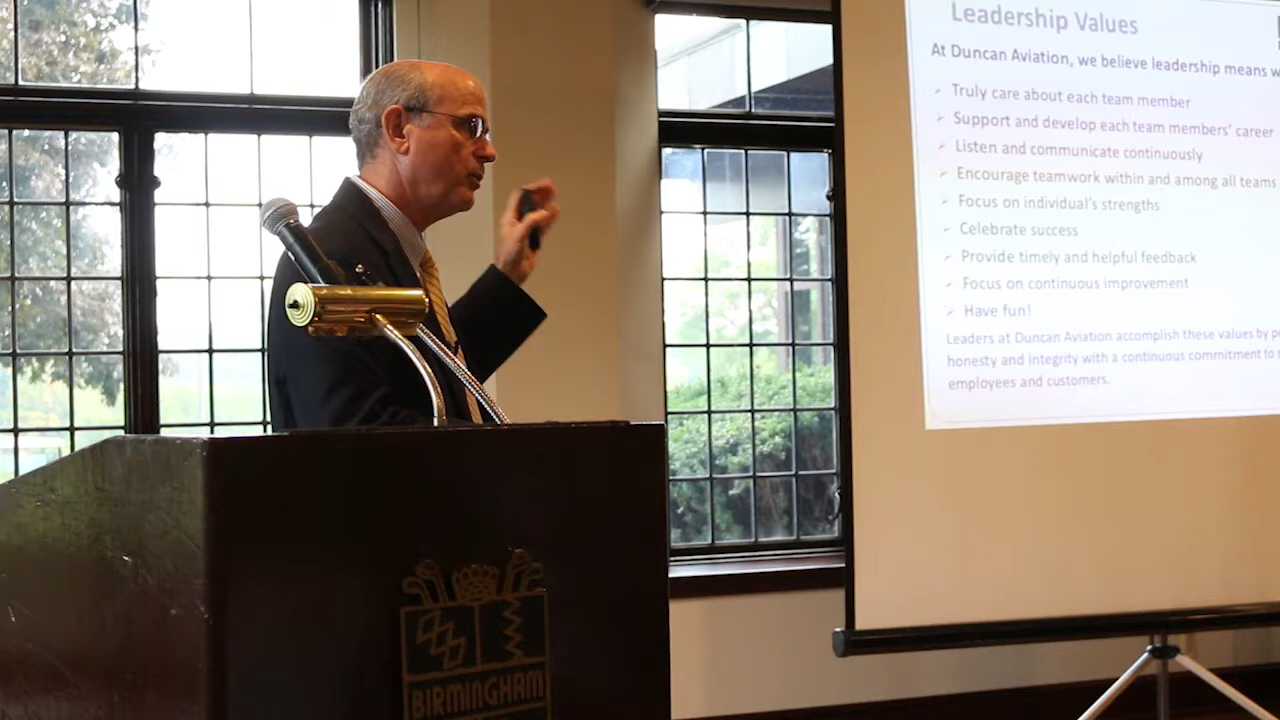 Leadership Values
At Duncan Aviation, we believe leadership means w
Truly care about each team member
Support and develop each team members' career
Listen and communicate continuously
Encourage teamwork within and among all teams
Focus on individual's strengths
Celebrate success
Provide timely and helpful feedback
Focus on continuous improvement
Have fun!
Leaders at Duncan Aviation accomplish these values by p
honesty and integrity with a continuous commitment to
employees and customers.
BIRMINGHAM